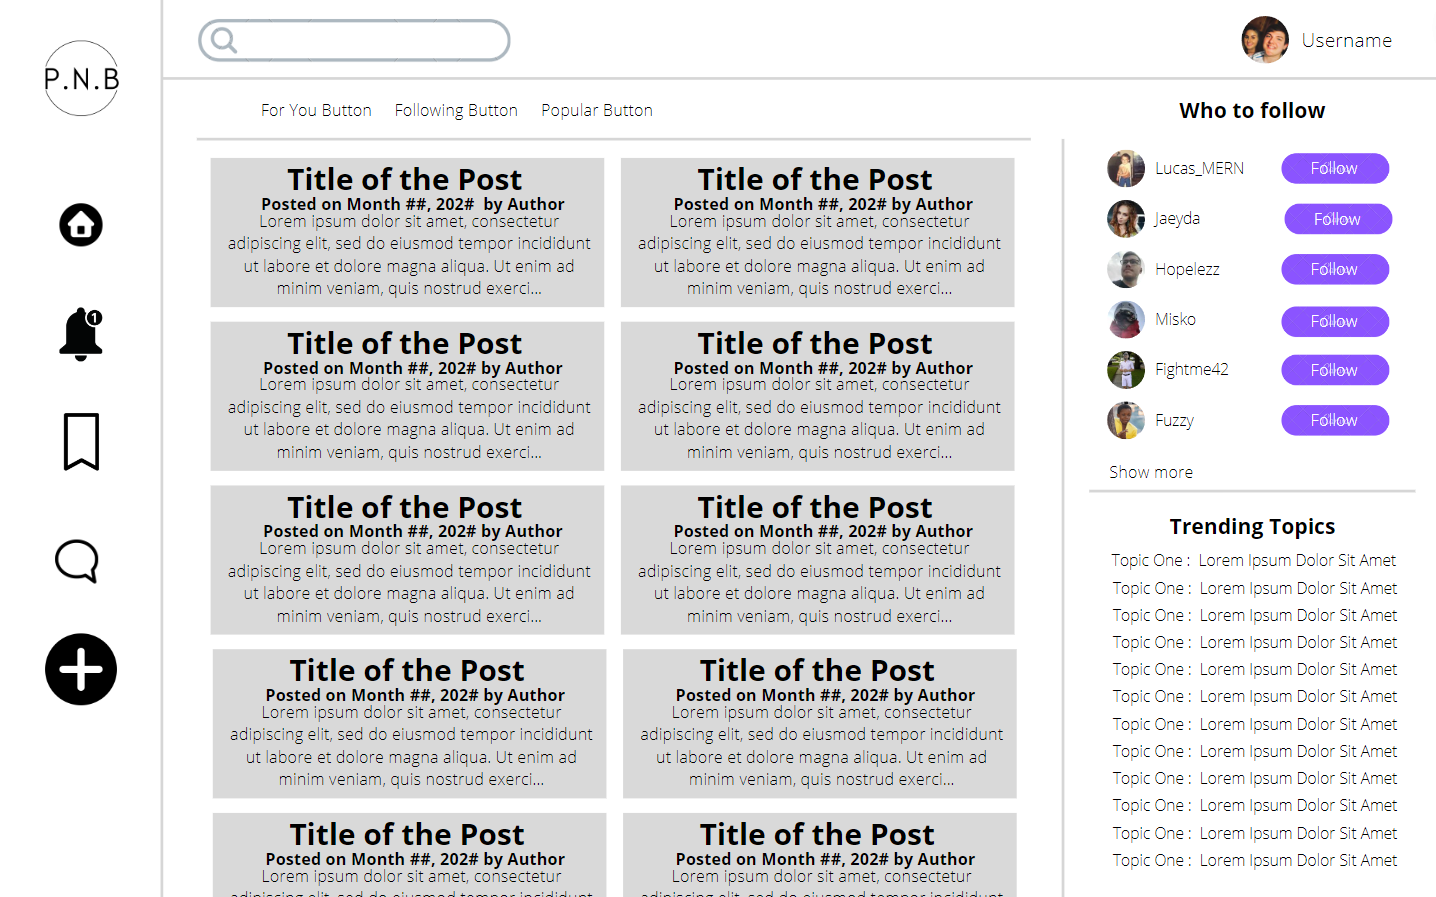 P.N.B
Username
1
For You Button Following Button Popular Button
Title of the Post
Posted on Month ##, 202#  by Author
Lorem ipsum dolor sit amet, consectetur
adipiscing elit, sed do eiusmod tempor incididunt
ut labore et dolore magna aliqua. Ut enim ad
minim veniam, quis nostrud exerci...
Title of the Post
Posted on Month ##, 202# by Author
Lorem ipsum dolor sit amet, consectetur
adipiscing elit, sed do eiusmod tempor incididunt
ut labore et dolore magna aliqua. Ut enim ad
minim veniam, quis nostrud exerci...
Title of the Post
Posted on Month ##, 202# by Author
Lorem ipsum dolor sit amet, consectetur
adipiscing elit, sed do eiusmod tempor incididunt
ut labore et dolore magna aliqua. Ut enim ad
minim veniam, quis nostrud exerci...
Title of the Post
Posted on Month ##, 202# by Author
Lorem ipsum dolor sit amet, consectetur
adipiscing elit, sed do eiusmod tempor incididunt
ut labore et dolore magna aliqua. Ut enim ad
minim veniam, quis nostrud exerci...
Title of the Post
Posted on Month ##, 202# by Author
Lorem ipsum dolor sit amet, consectetur
adipiscing elit, sed do eiusmod tempor incididunt
ut labore et dolore magna aliqua. Ut enim ad
minim veniam, quis nostrud exerci...
Title of the Post
Posted on Month ##, 202# by Author
Lorem ipsum dolor sit amet, consectetur
adipiscing elit, sed do eiusmod tempor incididunt
ut labore et dolore magna aliqua. Ut enim ad
minim veniam, quis nostrud exerci...
Title of the Post
Posted on Month ##, 202# by Author
Lorem ipsum dolor sit amet, consectetur
adipiscing elit, sed do eiusmod tempor incididunt
ut labore et dolore magna aliqua. Ut enim ad
minim veniam, quis nostrud exerci...
Title of the Post
Posted on Month ##, 202# by Author
Lorem ipsum dolor sit amet, consectetur
adipiscing elit, sed do eiusmod tempor incididunt
ut labore et dolore magna aliqua. Ut enim ad
minim veniam, quis nostrud exerci...
Title of the Post
Posted on Month ##, 202# by Author
Lorem ipsum dolor sit amet, consectetur
adipiscing elit, sed do eiusmod tempor incididunt
Title of the Post
Posted on Month ##, 202# by Author
Lorem ipsum dolor sit amet, consectetur
adipiscing elit, sed do eiusmod tempor incididunt
Who to follow
Lucas_MERN Follow
Jaeyda Follow
Hopelezz Follow
Misko Follow
Fightme42 Follow
Fuzzy Follow
Show more
Trending Topics
Topic One :  Lorem Ipsum Dolor Sit Amet
Topic One :  Lorem Ipsum Dolor Sit Amet
Topic One :  Lorem Ipsum Dolor Sit Amet
Topic One :  Lorem Ipsum Dolor Sit Amet
Topic One :  Lorem Ipsum Dolor Sit Amet
Topic One :  Lorem Ipsum Dolor Sit Amet
Topic One :  Lorem Ipsum Dolor Sit Amet
Topic One :  Lorem Ipsum Dolor Sit Amet
Topic One :  Lorem Ipsum Dolor Sit Amet
Topic One :  Lorem Ipsum Dolor Sit Amet
Topic One :  Lorem Ipsum Dolor Sit Amet
Topic One :  Lorem Ipsum Dolor Sit Amet